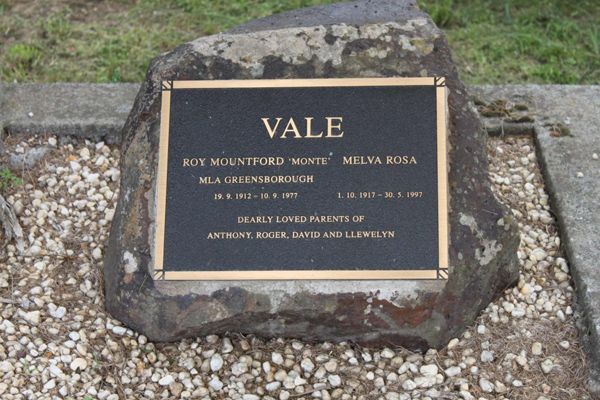 VALE
ROY MOUNTFORD 'MONTE' MELVA ROSA
MLA GREENSBOROUGH
19. 9. 1912 – 10. 9. 1977 1. 10. 1917 – 30. 5. 1997
DEARLY LOVED PARENTS OF
ANTHONY, ROGER, DAVID AND LLEWELYN